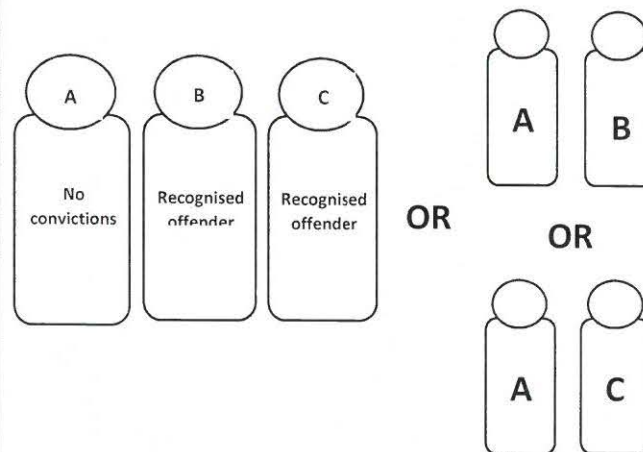 A
B
C
No
convictions
Recognised
offender
Recognised
offender
OR
A
B
OR
A
C